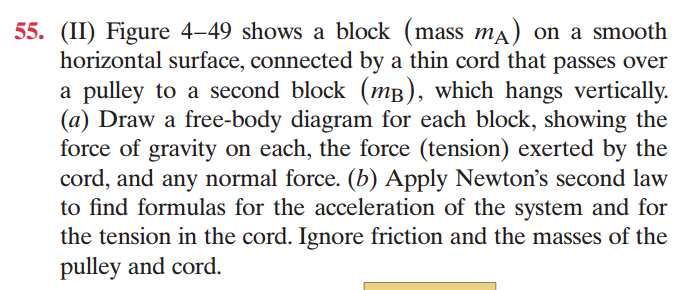 55. (II) Figure 4–49 shows a block (mass mA) on a smooth
horizontal surface, connected by a thin cord that passes over
a pulley to a second block (mB), which hangs vertically.
(a) Draw a free-body diagram for each block, showing the
force of gravity on each, the force (tension) exerted by the
cord, and any normal force. (b) Apply Newton’s second law
to find formulas for the acceleration of the system and for
the tension in the cord. Ignore friction and the masses of the
pulley and cord.